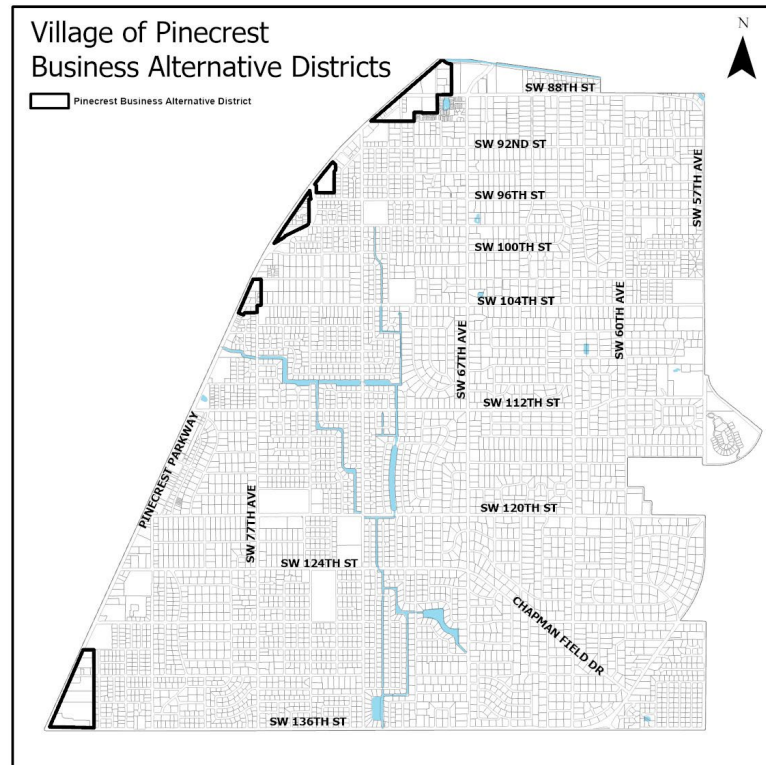 Village of Pinecrest
Business Alternative Districts
Pinecrest Business Alternative District
N
SW 88TH ST
SW 92ND ST
SW 57TH AVE
SW 96TH ST
SW 100TH ST
SW 104TH ST
SW 60TH AVE
SW 67TH AVE
SW 112TH ST
PINECREST PARKWAY
SW 77TH AVE
SW 120TH ST
SW 124TH ST
CHAPMAN FIELD DR
SW 136TH ST